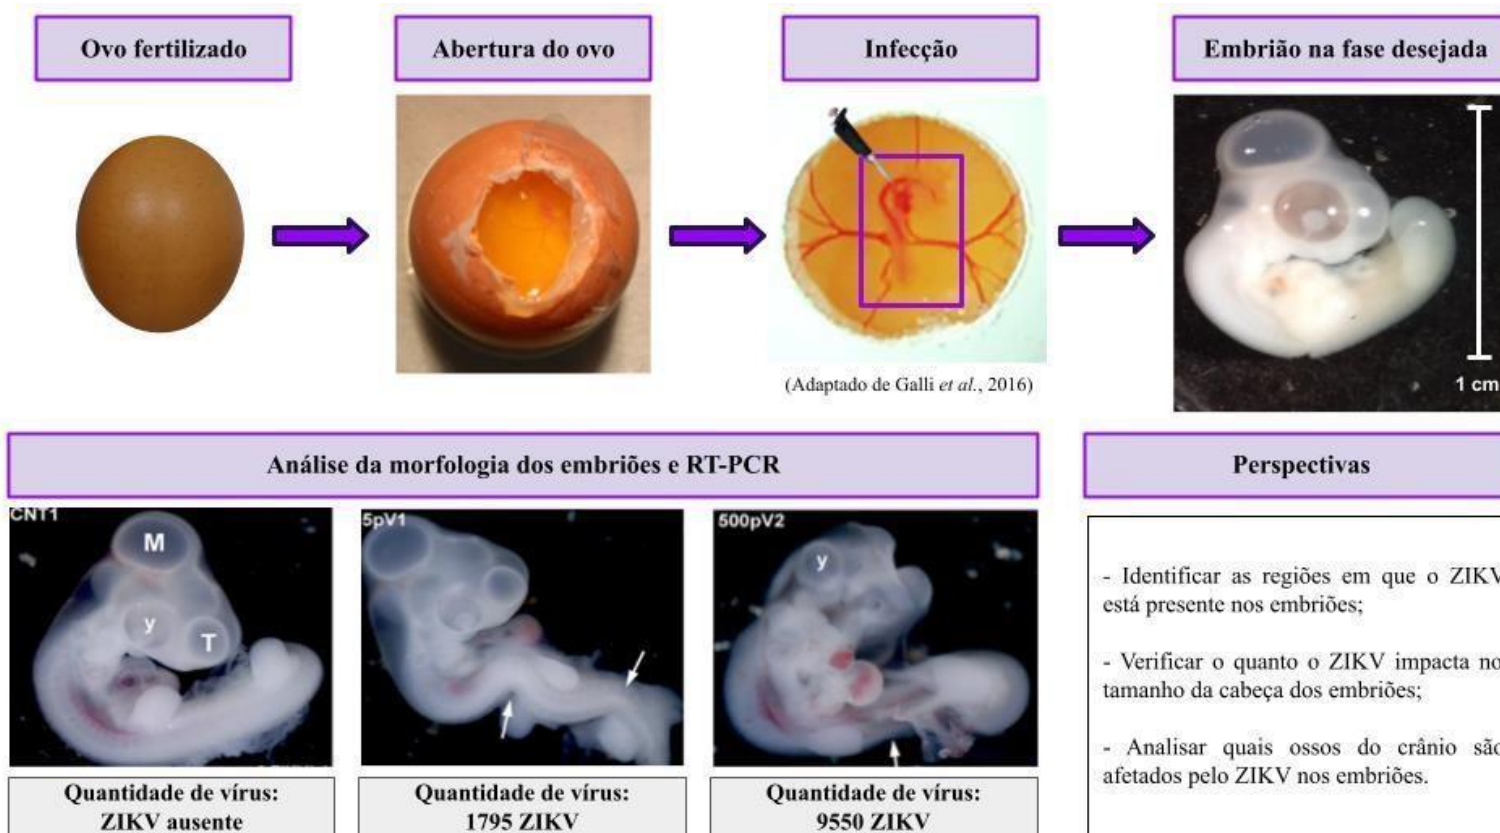 Ovo fertilizado
Abertura do ovo
Infecção
Embrião na fase desejada
(Adaptado de Galli et al., 2016)
1 cm
Análise da morfologia dos embriões e RT-PCR
Perspectivas
CNT1
M
y
T
5pV1
500pV2
y
Quantidade de vírus:
ZIKV ausente
Quantidade de vírus:
1795 ZIKV
Quantidade de vírus:
9550 ZIKV
- Identificar as regiões em que o ZIKV
está presente nos embriões;
- Verificar o quanto o ZIKV impacta no
tamanho da cabeça dos embriões;
- Analisar quais ossos do crânio são
afetados pelo ZIKV nos embriões.